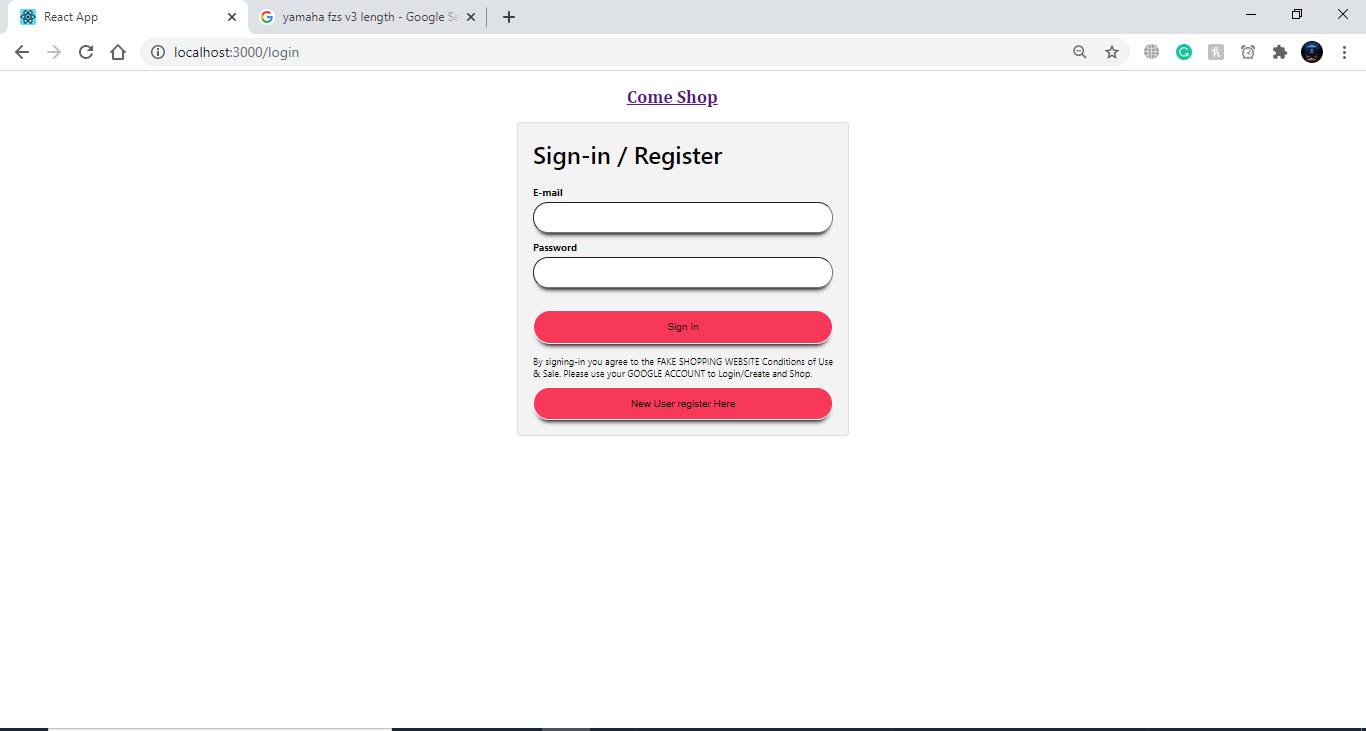 React App
yamaha fzs v3 length - Google Se
localhost:3000/login
Come Shop
Sign-in / Register
E-mail
Password
Sign In
By signing-in you agree to the FAKE SHOPPING WEBSITE Conditions of Use
& Sale. Please use your GOOGLE ACCOUNT to Login/Create and Shop.
New User register Here